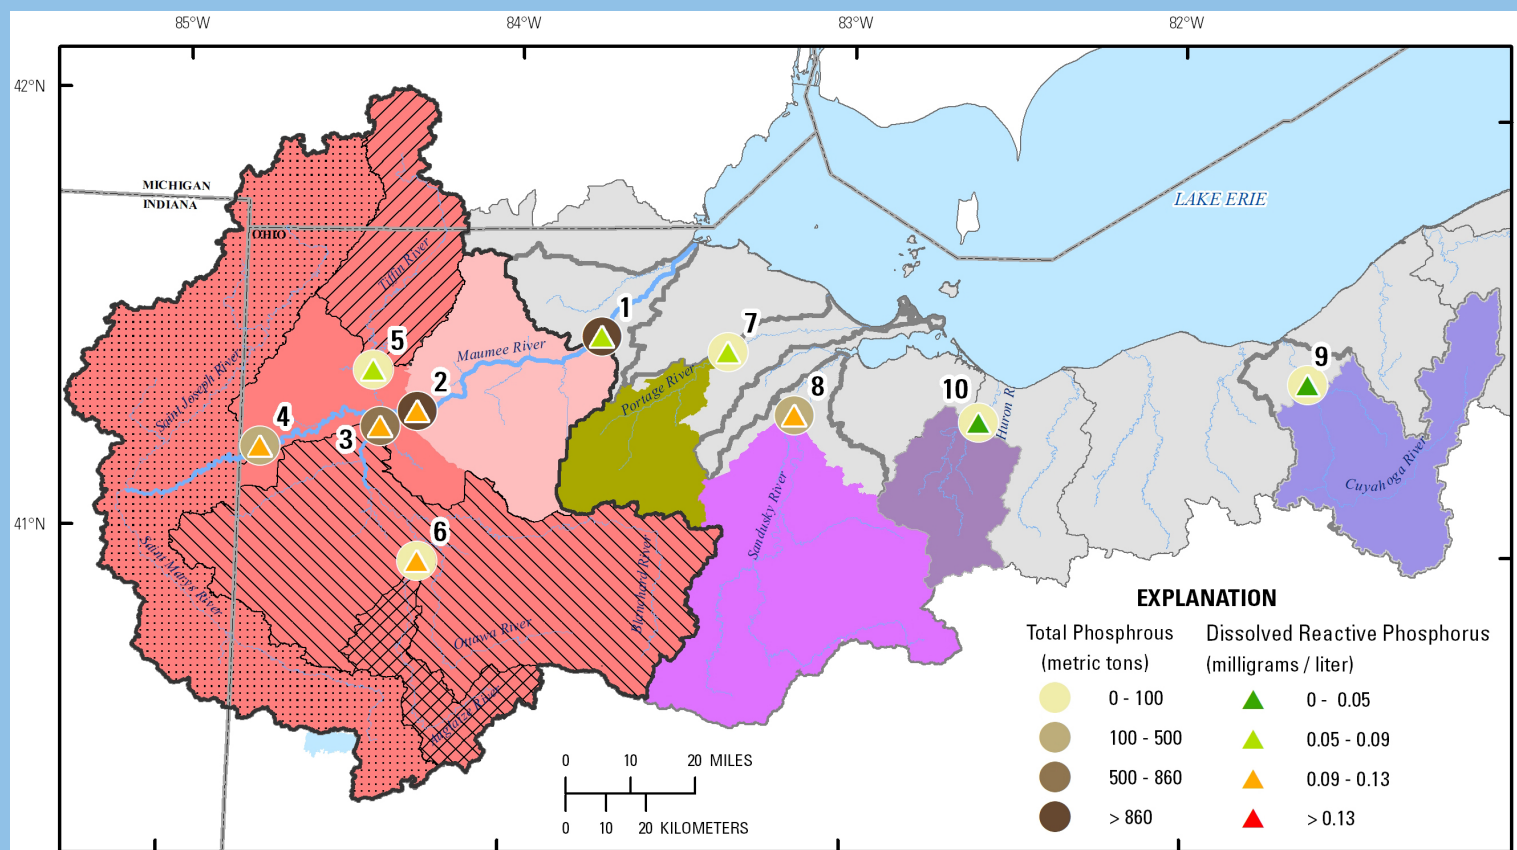 85°W
84°W
83°W
82°W
42°N
41°N
MICHIGAN
INDIANA
OHIO
LAKE ERIE
Tiffin River
Saint Joseph River
Maumee River
Portage River
Huron R
Cuyahoga River
Sandusky River
Saint Marys River
Blanchard River
Ottawa River
Auglaize River
1
2
3
4
5
6
7
8
9
10
EXPLANATION
Total Phosphrous
(metric tons)
0 - 100
100 - 500
500 - 860
> 860
Dissolved Reactive Phosphorus
(milligrams / liter)
0 - 0.05
0.05 - 0.09
0.09 - 0.13
> 0.13
0 10 20 MILES
0 10 20 KILOMETERS